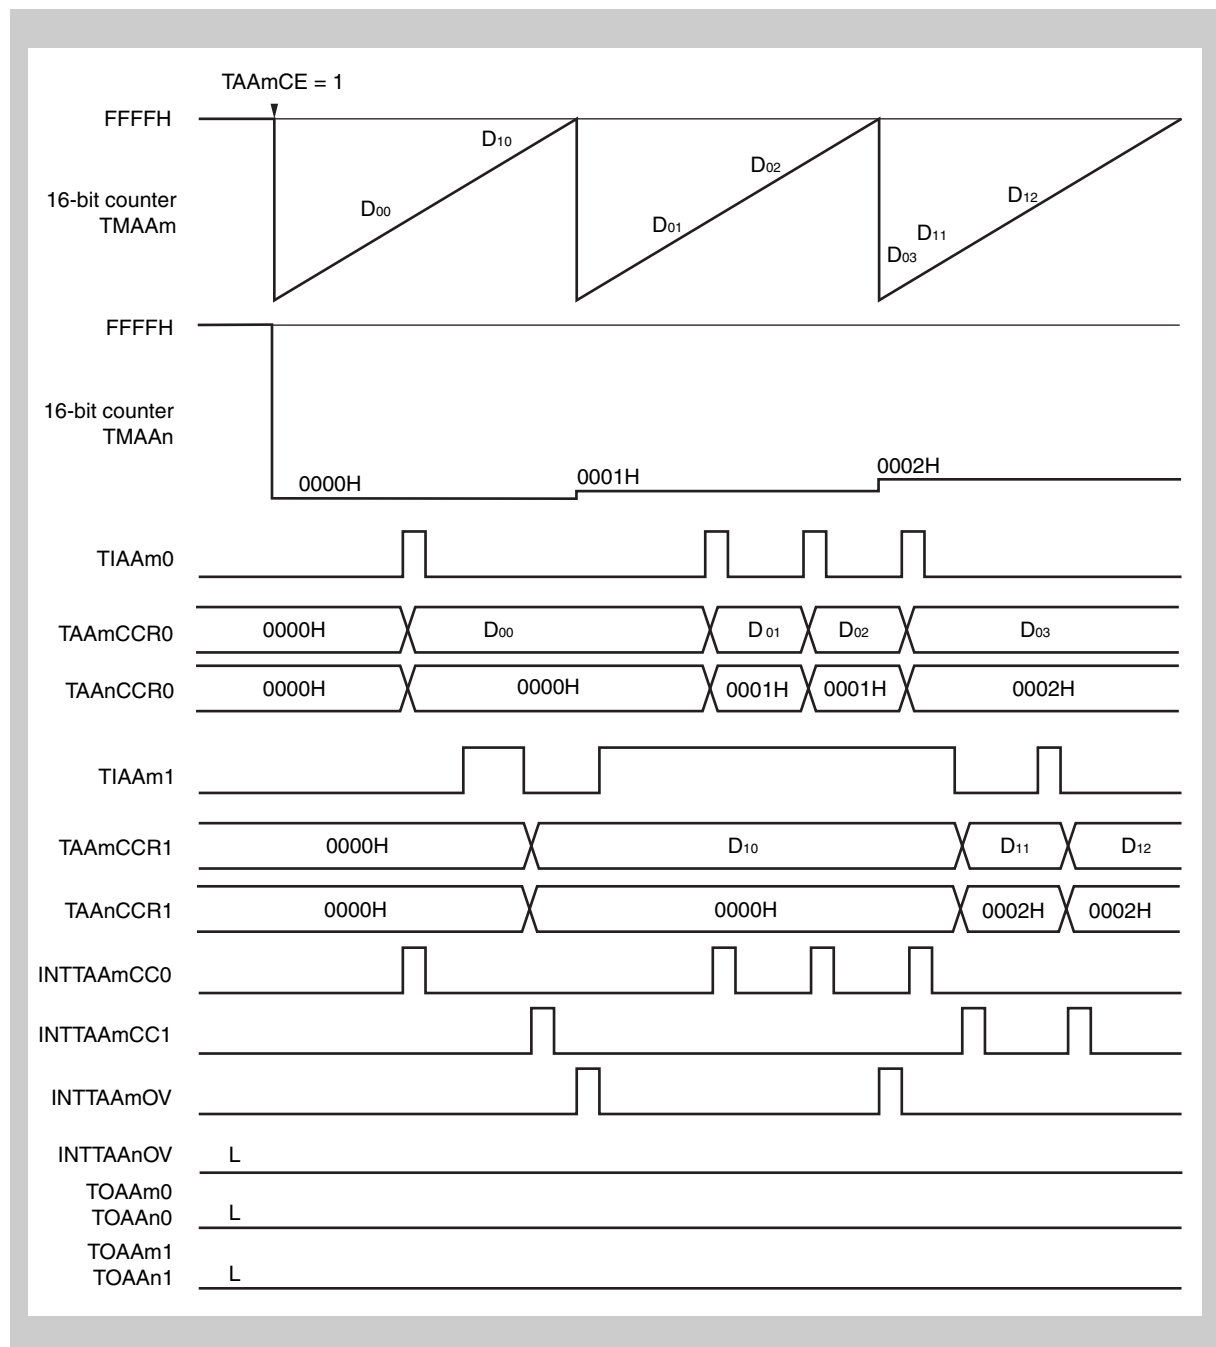 TAAmCE = 1
FFFFH
D10
D02
D12
16-bit counter
TMAAm
D00
D01
D11
D03
FFFFH
16-bit counter
TMAAn
0000H
0001H
0002H
TIAAm0
TAAmCCR0 0000H D00 D01 D02 D03
TAAnCCR0 0000H 0000H 0001H 0001H 0002H
TIAAm1
TAAmCCR1 0000H D10 D11 D12
TAAnCCR1 0000H 0000H 0002H 0002H
INTTAAmCC0
INTTAAmCC1
INTTAAmOV
INTTAAnOV L
TOAAm0
TOAAn0 L
TOAAm1
TOAAn1 L